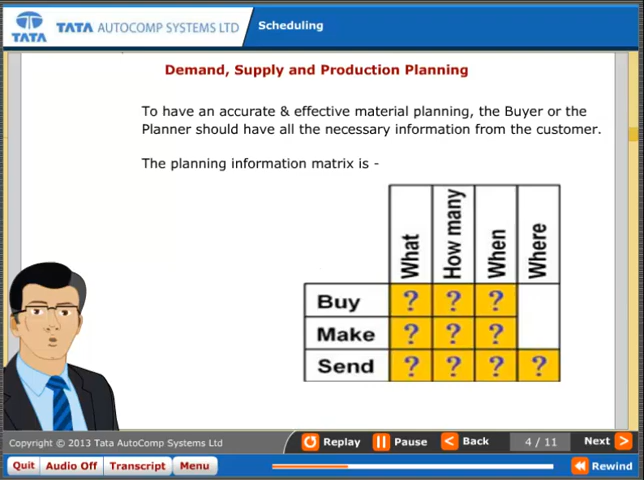 TATA
TATA AUTOCOMP SYSTEMS LTD
Scheduling
Demand, Supply and Production Planning
To have an accurate & effective material planning, the Buyer or the
Planner should have all the necessary information from the customer.
The planning information matrix is -
What How many When Where
Buy ? ? ?
Make ? ? ?
Send ? ? ? ?
Copyright © 2013 Tata AutoComp Systems Ltd
Replay Pause Back 4 / 11 Next
Quit Audio Off Transcript Menu Rewind